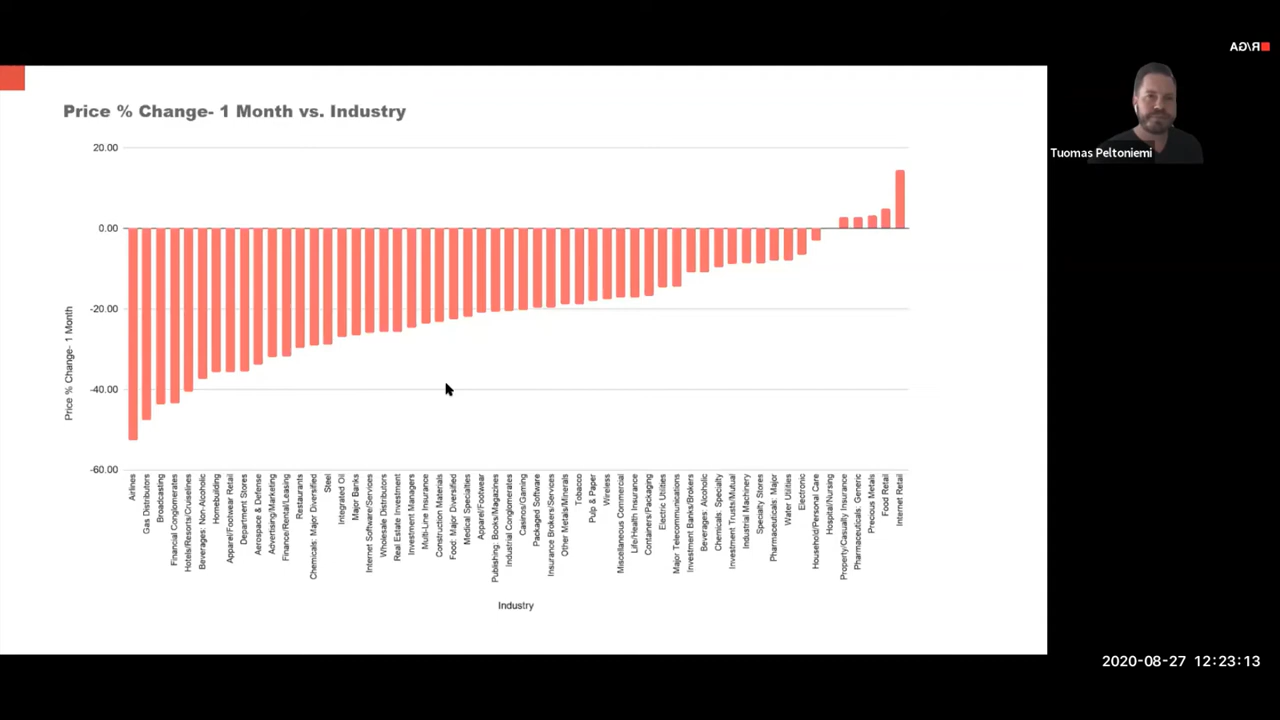 R/GA
Price % Change- 1 Month vs. Industry
Tuomas Peltoniemi
20.00
0.00
-20.00
-40.00
-60.00
Price % Change- 1 Month
Airlines
Gas Distributors
Broadcasting
Financial Conglomerates
Hotels/Resorts/Cruiselines
Beverages: Non-Alcoholic
Homebuilding
Apparel/Footwear Retail
Department Stores
Aerospace & Defense
Advertising/Marketing
Finance/Rental/Leasing
Restaurants
Chemicals: Major Diversified
Steel
Integrated Oil
Major Banks
Internet Software/Services
Wholesale Distributors
Real Estate Investment
Investment Managers
Multi-Line Insurance
Construction Materials
Food: Major Diversified
Medical Specialties
Apparel/Footwear
Publishing: Books/Magazines
Industrial Conglomerates
Casinos/Gaming
Packaged Software
Insurance Brokers/Services
Other Metals/Minerals
Tobacco
Pulp & Paper
Wireless
Miscellaneous Commercial
Life/Health Insurance
Containers/Packaging
Electric Utilities
Major Telecommunications
Investment Banks/Brokers
Beverages: Alcoholic
Chemicals: Specialty
Investment Trusts/Mutual
Industrial Machinery
Specialty Stores
Pharmaceuticals: Major
Water Utilities
Electronic
Household/Personal Care
Hospital/Nursing
Property/Casualty Insurance
Pharmaceuticals: Generic
Precious Metals
Food Retail
Internet Retail
Industry
2020-08-27 12:23:13